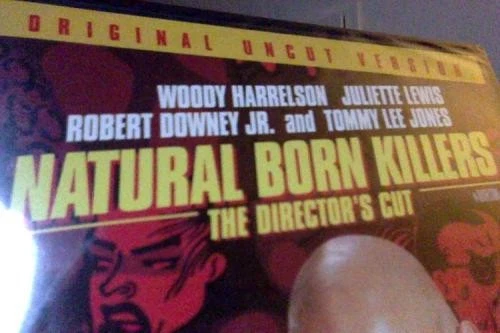 ORIGINAL UNCUT VERSION
WOODY HARRELSON JULIETTE LEWIS
ROBERT DOWNEY JR. and TOMMY LEE JONES
NATURAL BORN KILLERS
THE DIRECTOR'S CUT